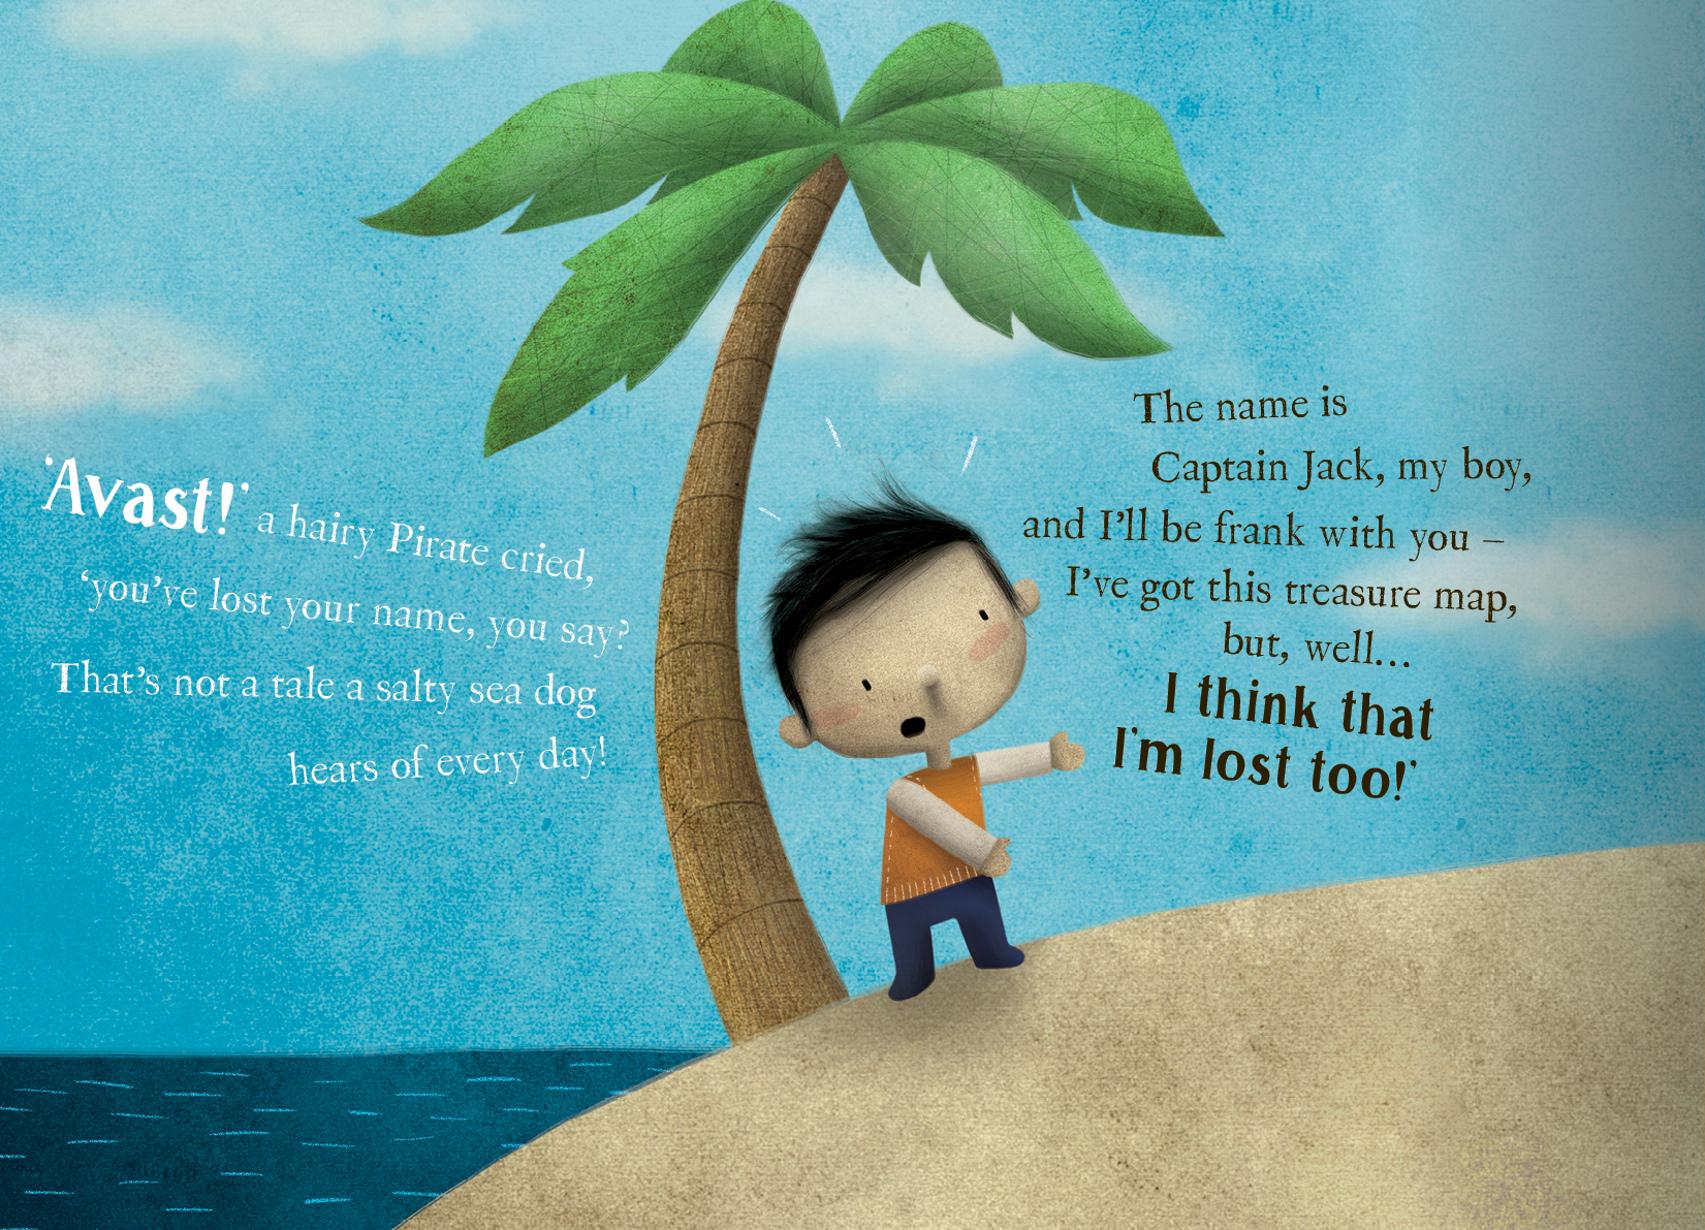 ‘Avast!’ a hairy Pirate cried,
‘you’ve lost your name, you say?
That’s not a tale a salty sea dog
hears of every day!
The name is
Captain Jack, my boy,
and I’ll be frank with you –
I’ve got this treasure map,
but, well...
I think that
I’m lost too!’